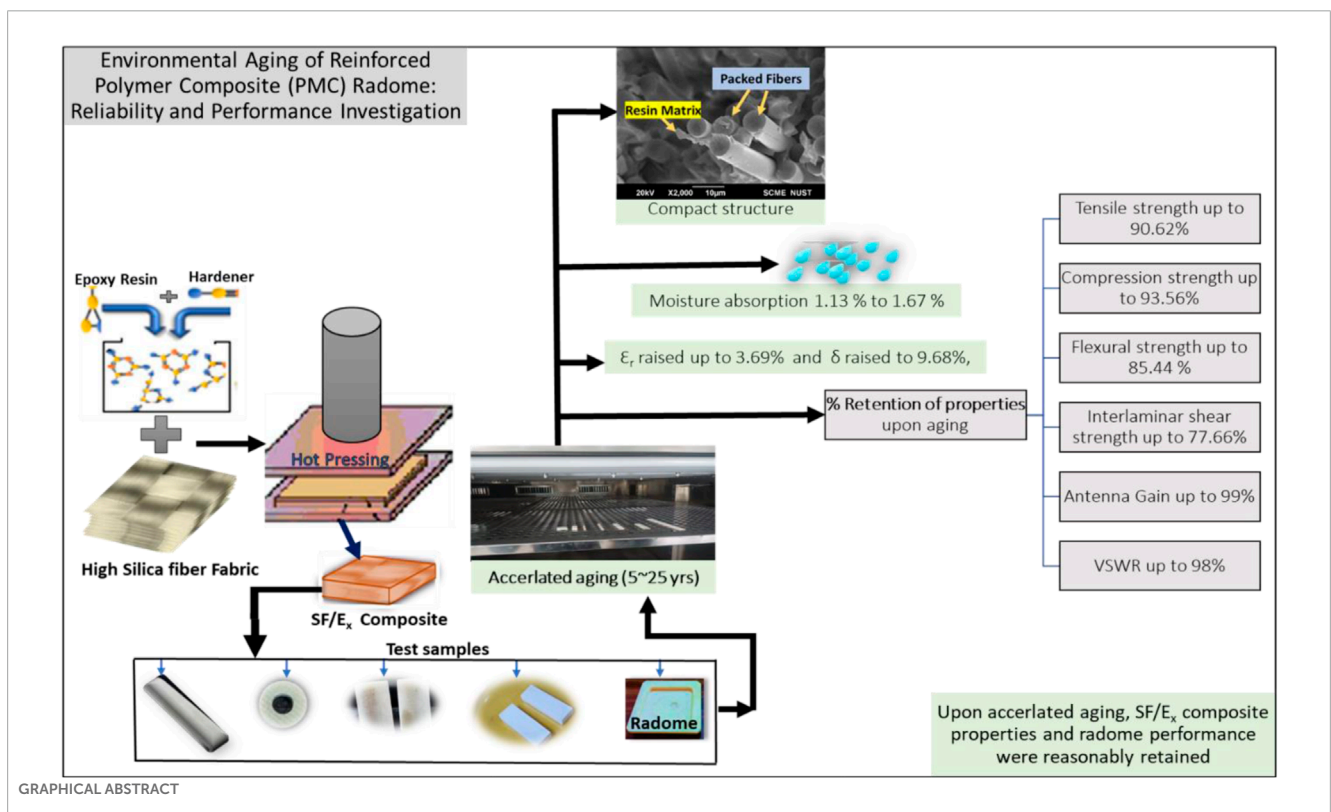 Environmental Aging of Reinforced
Polymer Composite (PMC) Radome:
Reliability and Performance Investigation
Packed Fibers
Resin Matrix
20kV X2,000 10µm SCME NUST
Compact structure
Moisture absorption 1.13 % to 1.67 %
Ɛr raised up to 3.69% and δ raised to 9.68%,
% Retention of properties
upon aging
Tensile strength up to
90.62%
Compression strength up
to 93.56%
Flexural strength up to
85.44 %
Interlaminar shear
strength up to 77.66%
Antenna Gain up to 99%
VSWR up to 98%
Epoxy Resin
Hardener
Hot Pressing
High Silica fiber Fabric
SF/Ex Composite
Accerlated aging (5~25 yrs)
Test samples
Radome
Upon accerlated aging, SF/Ex composite
properties and radome performance
were reasonably retained
GRAPHICAL ABSTRACT